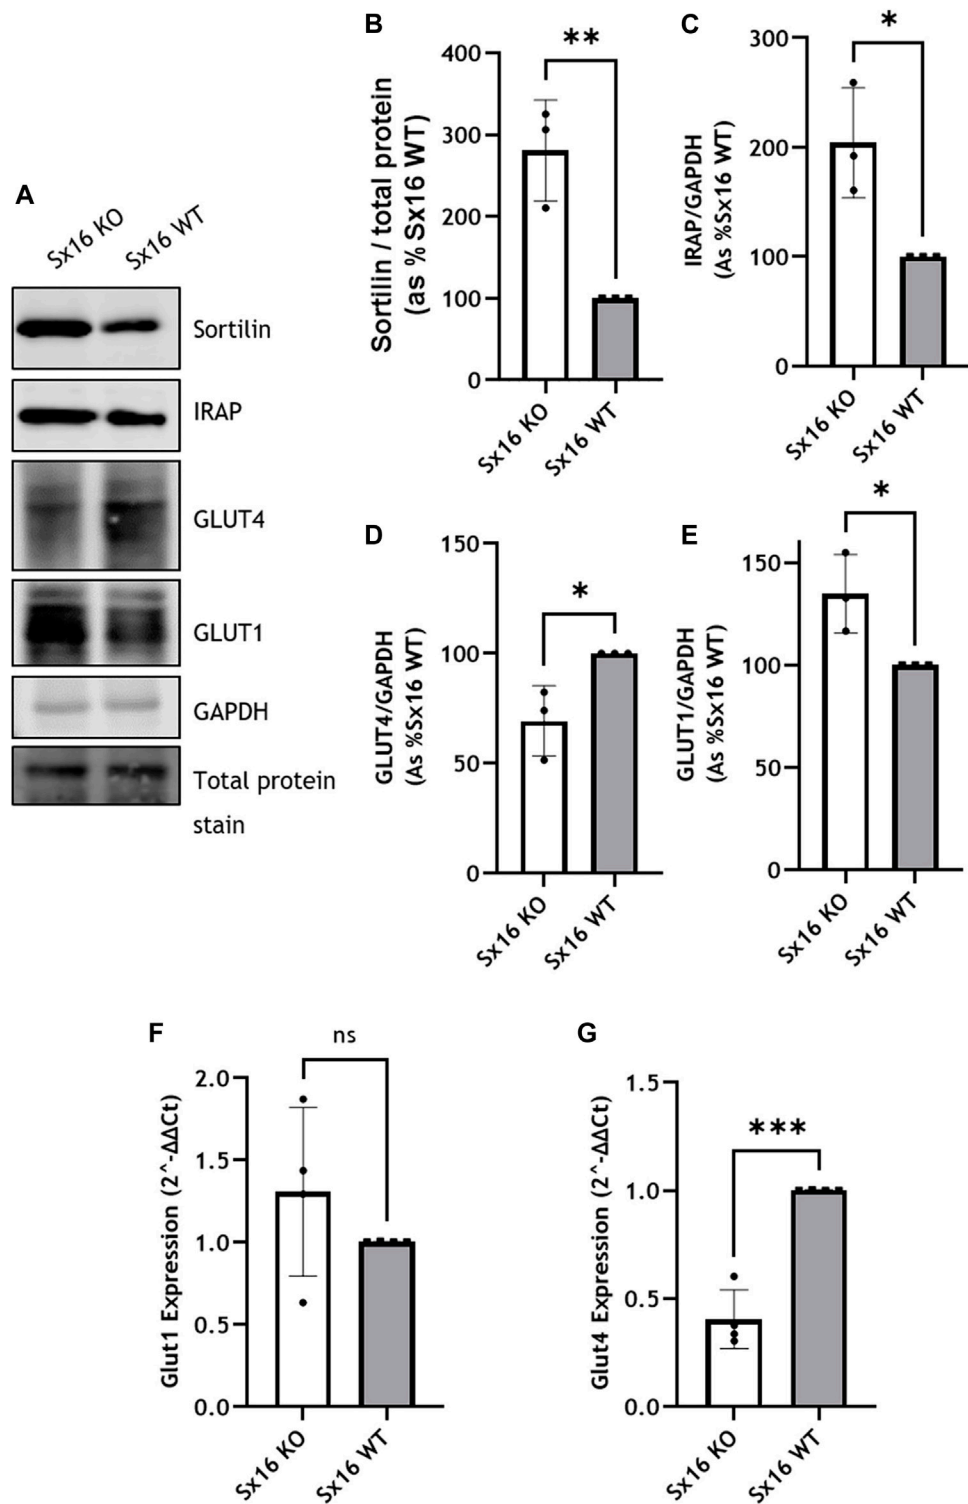 A
Sx16 KO
Sx16 WT
Sortilin
IRAP
GLUT4
GLUT1
GAPDH
Total protein
stain
B
Sortilin / total protein
(as % Sx16 WT)
400
300
200
100
0
**
Sx16 KO
Sx16 WT
C
IRAP/GAPDH
(As %Sx16 WT)
300
200
100
0
*
Sx16 KO
Sx16 WT
D
GLUT4/GAPDH
(As %Sx16 WT)
150
100
50
0
*
Sx16 KO
Sx16 WT
E
GLUT1/GAPDH
(As %Sx16 WT)
150
100
50
0
*
Sx16 KO
Sx16 WT
F
Glut1 Expression (2^-ΔΔCt)
2.0
1.5
1.0
0.5
0.0
ns
Sx16 KO
Sx16 WT
G
Glut4 Expression (2^-ΔΔCt)
1.5
1.0
0.5
0.0
***
Sx16 KO
Sx16 WT